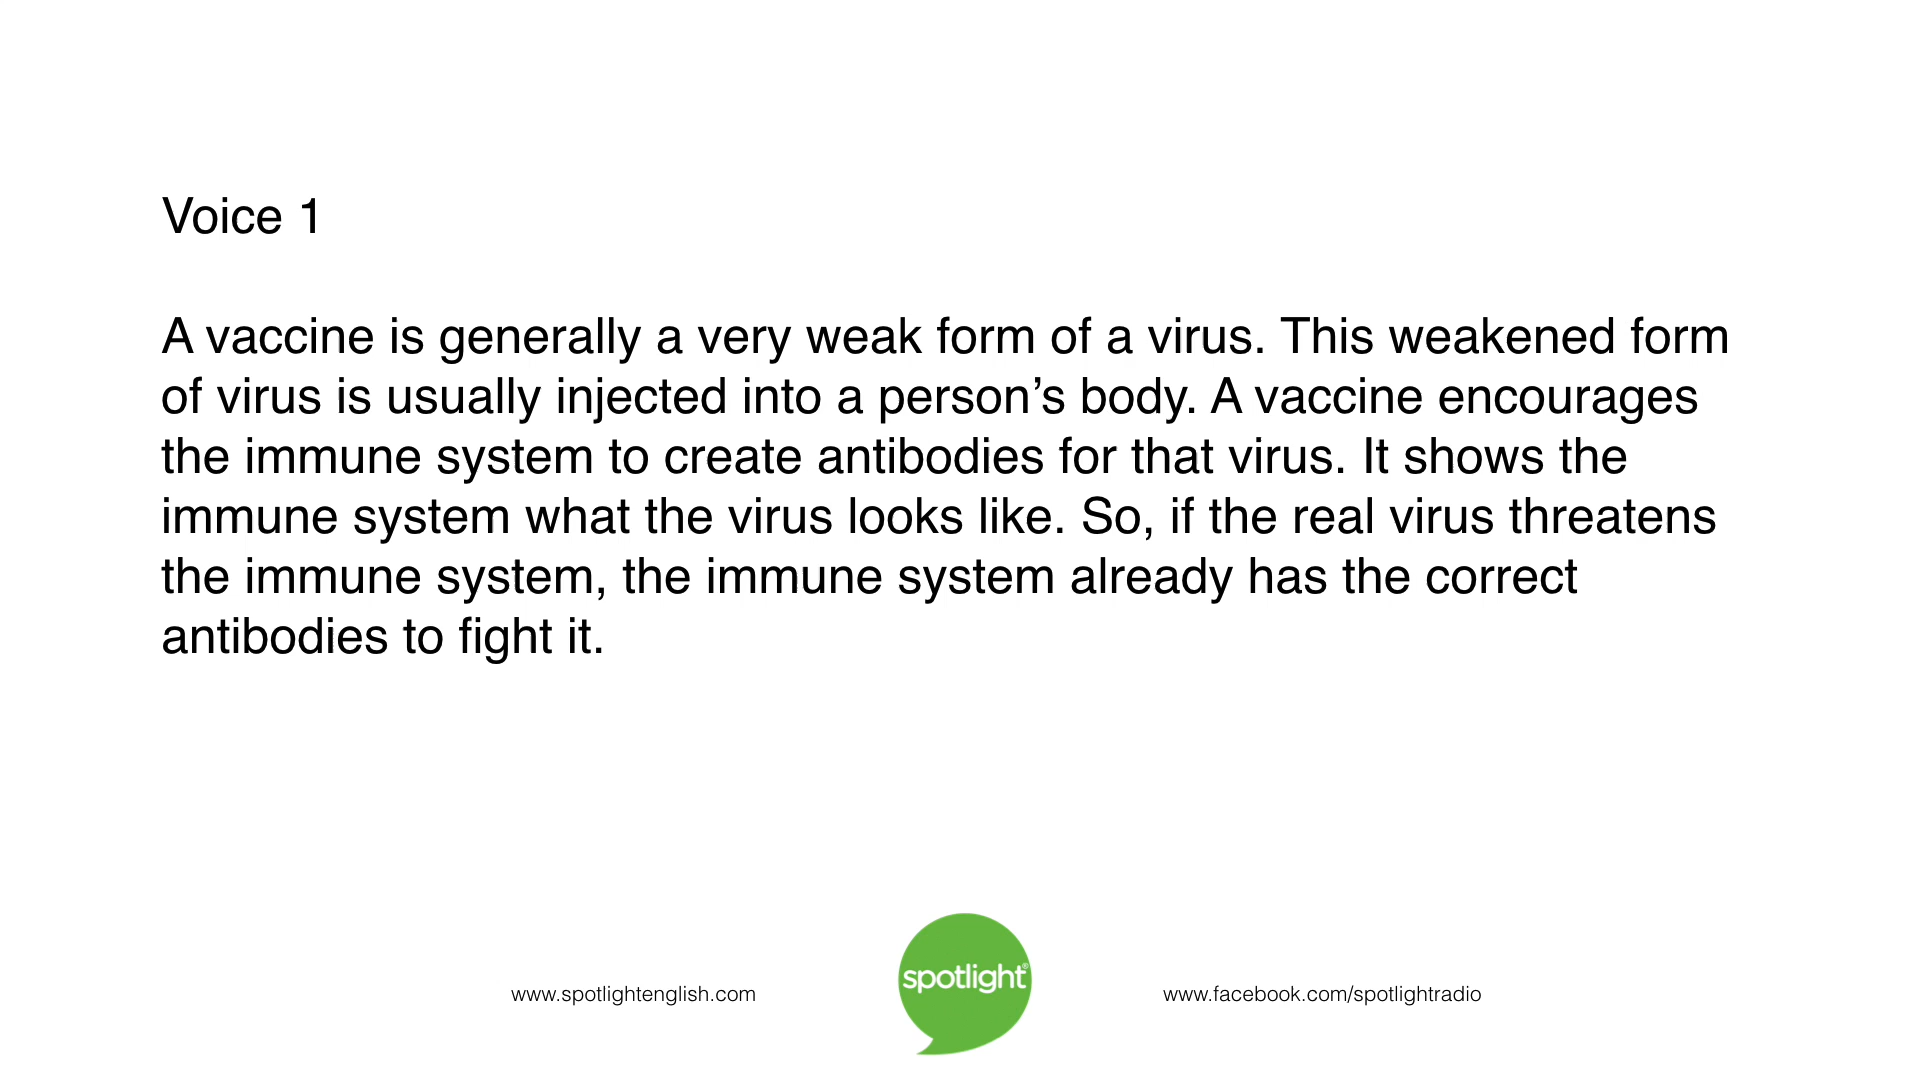 Voice 1
A vaccine is generally a very weak form of a virus. This weakened form
of virus is usually injected into a person’s body. A vaccine encourages
the immune system to create antibodies for that virus. It shows the
immune system what the virus looks like. So, if the real virus threatens
the immune system, the immune system already has the correct
antibodies to fight it.
www.spotlightenglish.com
spotlight®
www.facebook.com/spotlightradio